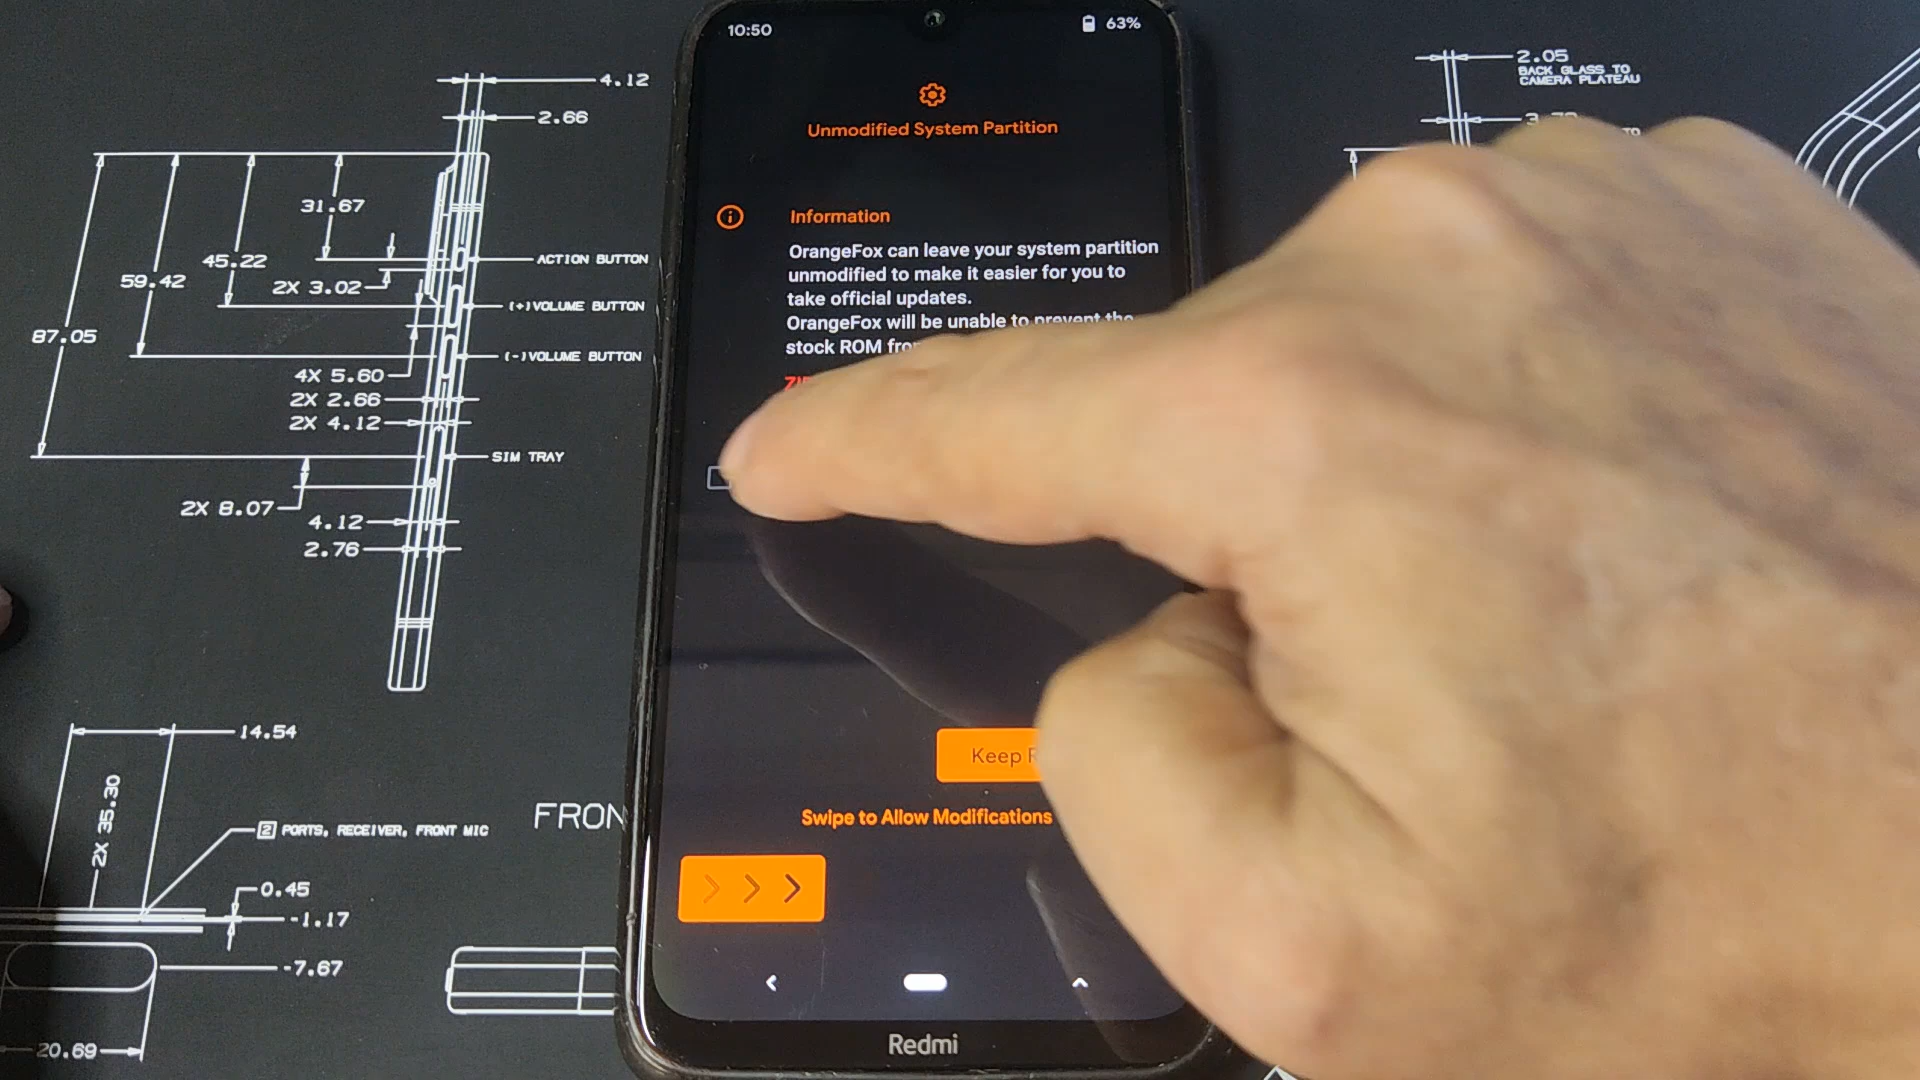 10:50
63%
Unmodified System Partition
Information
OrangeFox can leave your system partition
unmodified to make it easier for you to
take official updates.
OrangeFox will be unable to prevent the
stock ROM
Keep
Swipe to Allow Modifications
Redmi
4.12
2.66
31.67
45.22
2X 3.02
59.42
87.05
ACTION BUTTON
(+)VOLUME BUTTON
(-)VOLUME BUTTON
4X 5.60
2X 2.66
2X 4.12
SIM TRAY
2X 8.07
4.12
2.76
14.54
2X 35.30
2 PORTS, RECEIVER, FRONT MIC
0.45
-1.17
-7.67
20.69
2.05
BACK GLASS TO
CAMERA PLATEAU
TO